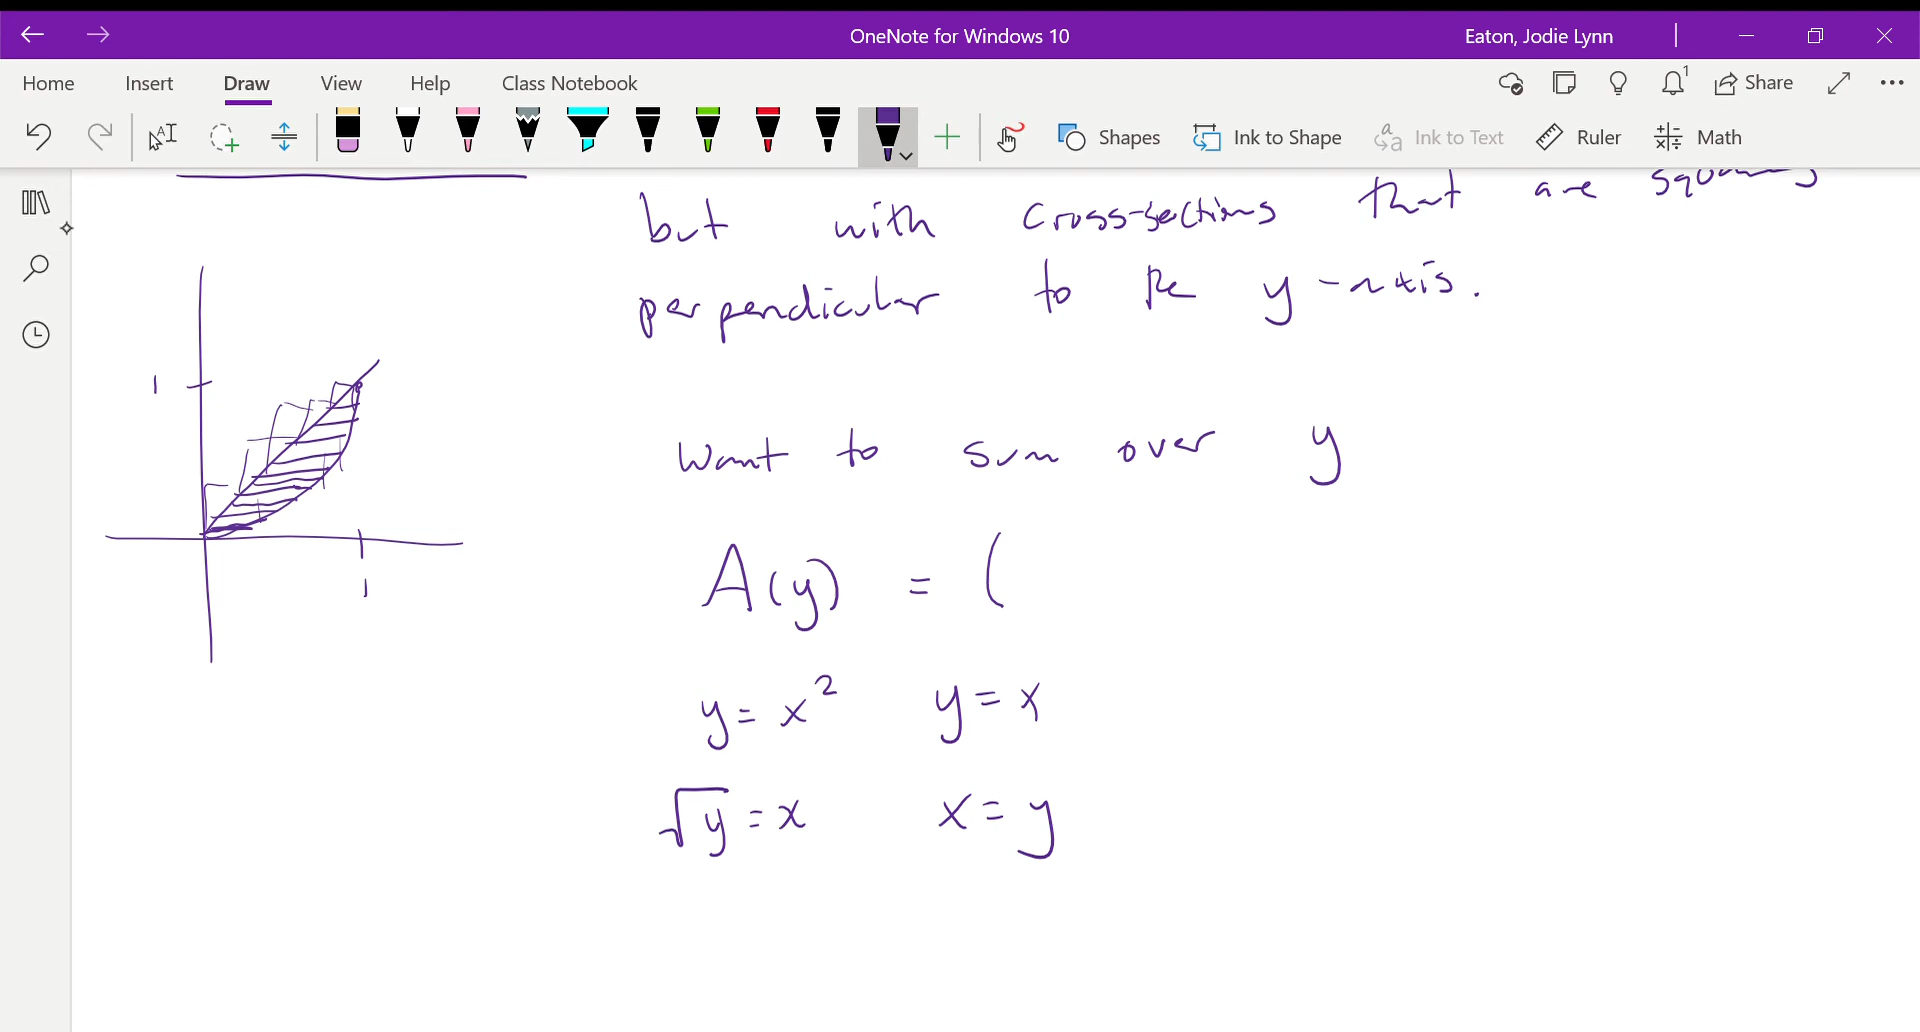 OneNote for Windows 10
Eaton, Jodie Lynn
Home Insert Draw View Help Class Notebook
1
Share
Shapes Ink to Shape Ink to Text Ruler Math
but with cross-sections that are squares
perpendicular to the y-axis.
1
want to sum over y
A(y) = (
1
y = x² y = x
√y = x x = y